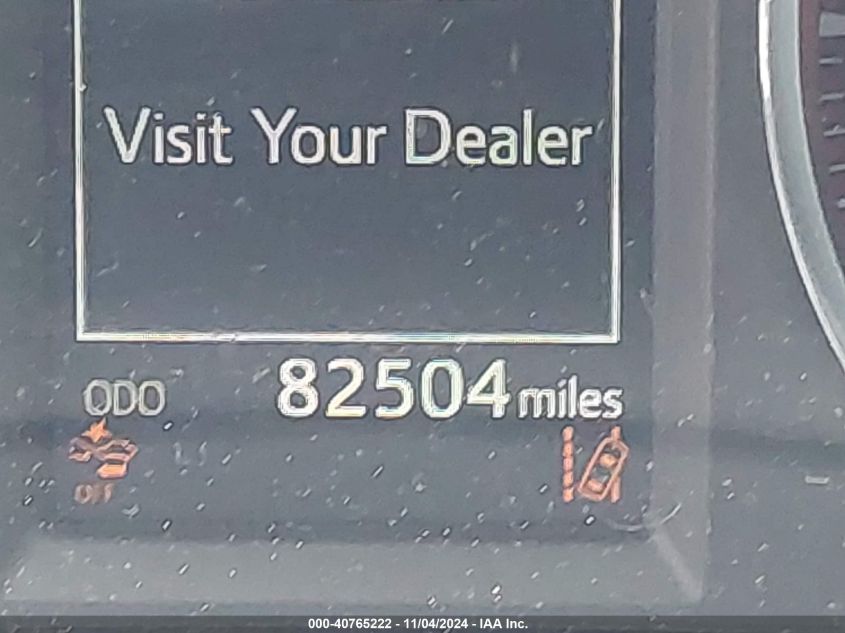 Visit Your Dealer
ODO 82504 miles
OFF
000-40765222 - 11/04/2024 - IAA Inc.